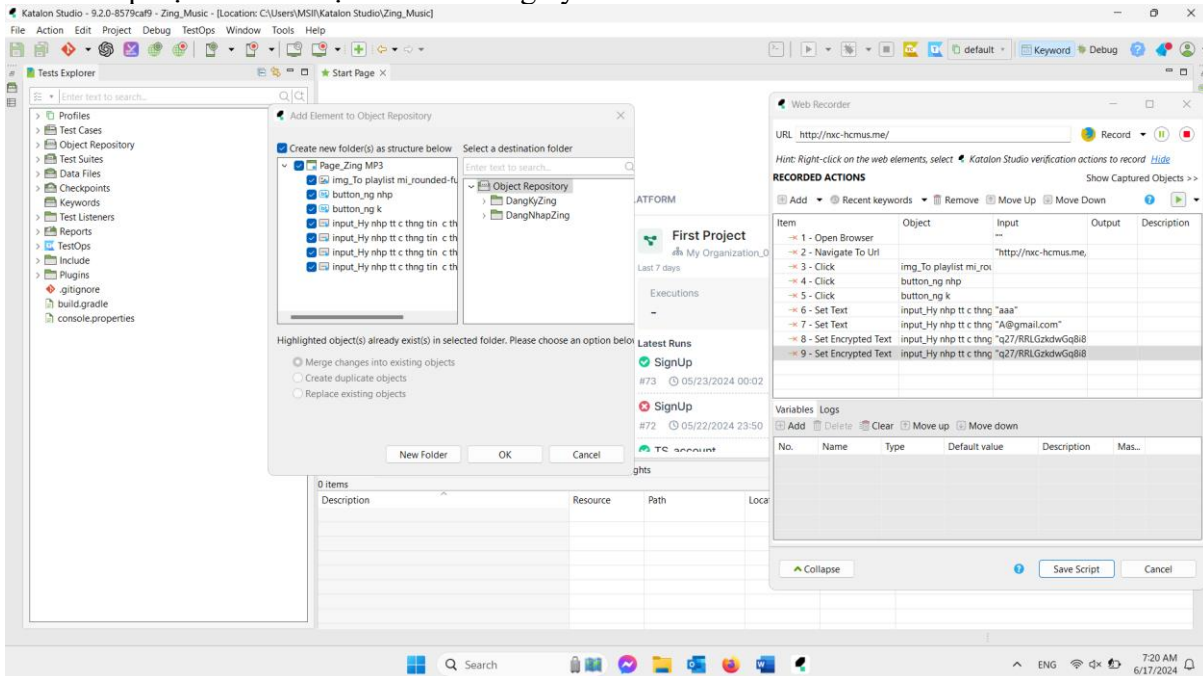 Katalon Studio - 9.2.0-8579caf9 - Zing_Music - [Location: C:\Users\MSI\Katalon Studio\Zing_Music]
File Action Edit Project Debug TestOps Window Tools Help
default Keyword Debug
Tests Explorer
Enter text to search...
Profiles
Test Cases
Object Repository
Test Suites
Data Files
Checkpoints
Keywords
Test Listeners
Reports
TestOps
Include
Plugins
.gitignore
build.gradle
console.properties
Start Page
Add Element to Object Repository
Create new folder(s) as structure below
Page_Zing MP3
img_To playlist mi_rounded-fu
button_ng nhp
button_ng k
input_Hy nhp tt c thng tin c th
input_Hy nhp tt c thng tin c th
input_Hy nhp tt c thng tin c th
input_Hy nhp tt c thng tin c th
Select a destination folder
Enter text to search...
Object Repository
DangKyZing
DangNhapZing
Highlighted object(s) already exist(s) in selected folder. Please choose an option below
Merge changes into existing objects
Create duplicate objects
Replace existing objects
New Folder OK Cancel
ATFORM
First Project
My Organization_0
Last 7 days
Executions
-
Latest Runs
SignUp
#73 05/23/2024 00:02
SignUp
#72 05/22/2024 23:50
TS_account
ghts
0 items
Description Resource Path Loca
Web Recorder
URL http://nxc-hcmus.me/ Record
Hint: Right-click on the web elements, select Katalon Studio verification actions to record Hide
RECORDED ACTIONS Show Captured Objects >>
Add Recent keywords Remove Move Up Move Down
Item Object Input Output Description
1 - Open Browser ""
2 - Navigate To Url "http://nxc-hcmus.me,
3 - Click img_To playlist mi_rou
4 - Click button_ng nhp
5 - Click button_ng k
6 - Set Text input_Hy nhp tt c thng "aaa"
7 - Set Text input_Hy nhp tt c thng "A@gmail.com"
8 - Set Encrypted Text input_Hy nhp tt c thng "q27/RRLGzkdwGq8i8
9 - Set Encrypted Text input_Hy nhp tt c thng "q27/RRLGzkdwGq8i8
Variables Logs
Add Delete Clear Move up Move down
No. Name Type Default value Description Mas...
Collapse Save Script Cancel
Search
ENG 7:20 AM
6/17/2024